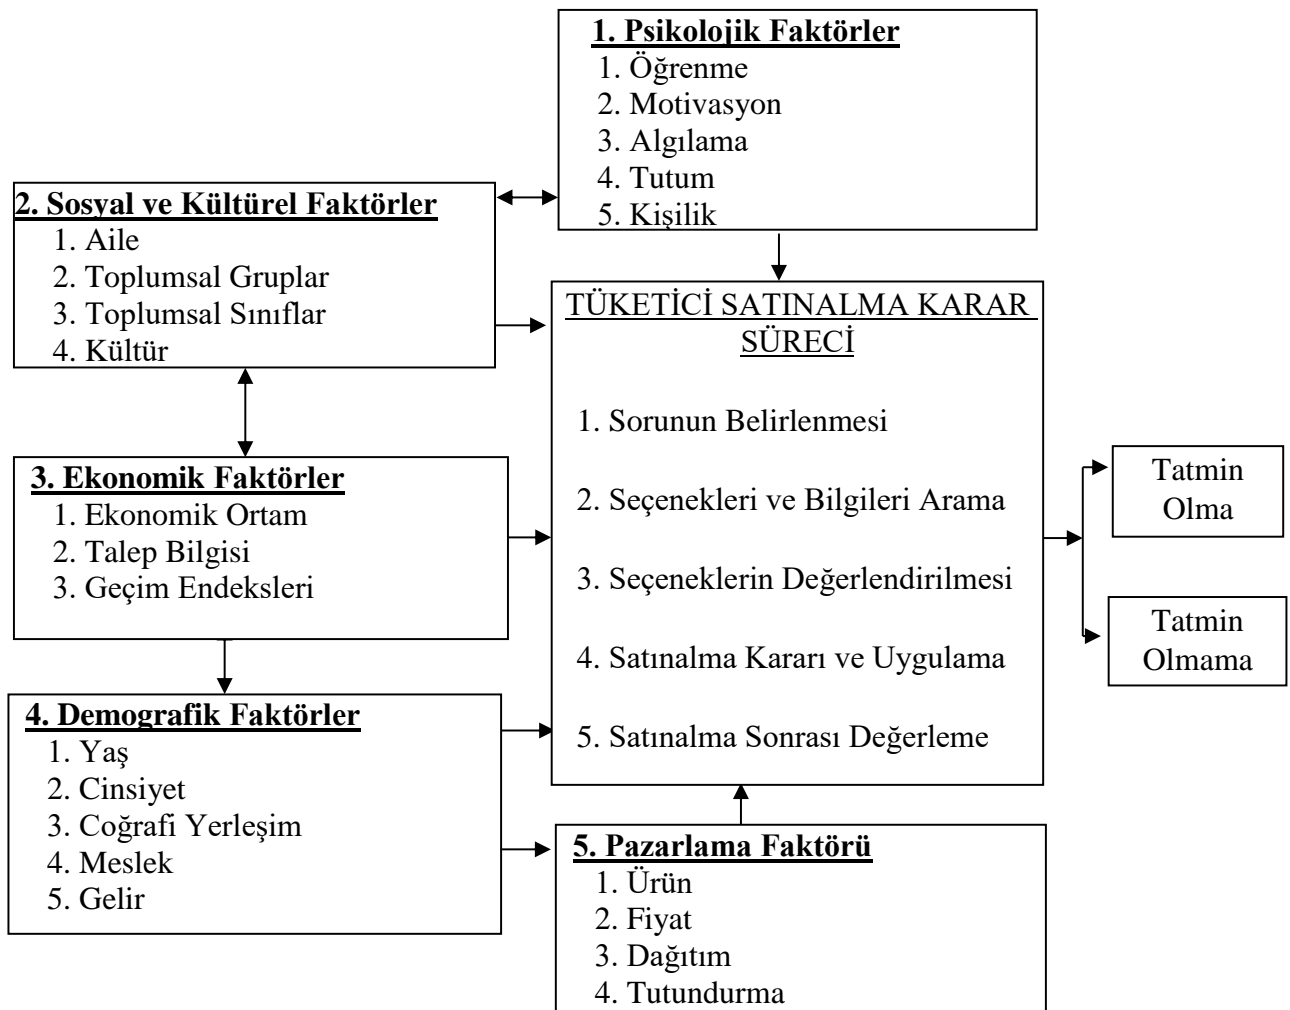 1. Psikolojik Faktörler
1. Öğrenme
2. Motivasyon
3. Algılama
4. Tutum
5. Kişilik
2. Sosyal ve Kültürel Faktörler
1. Aile
2. Toplumsal Gruplar
3. Toplumsal Sınıflar
4. Kültür
TÜKETİCİ SATINALMA KARAR
SÜRECİ
1. Sorunun Belirlenmesi
2. Seçenekleri ve Bilgileri Arama
3. Seçeneklerin Değerlendirilmesi
4. Satınalma Kararı ve Uygulama
5. Satınalma Sonrası Değerleme
3. Ekonomik Faktörler
1. Ekonomik Ortam
2. Talep Bilgisi
3. Geçim Endeksleri
Tatmin
Olma
Tatmin
Olmama
4. Demografik Faktörler
1. Yaş
2. Cinsiyet
3. Coğrafi Yerleşim
4. Meslek
5. Gelir
5. Pazarlama Faktörü
1. Ürün
2. Fiyat
3. Dağıtım
4. Tutundurma